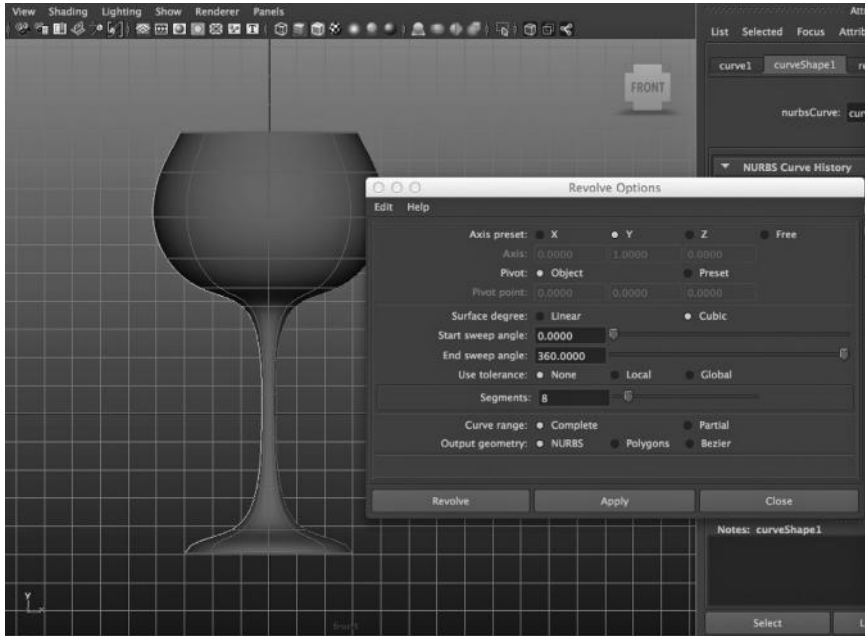 View Shading Lighting Show Renderer Panels
List Selected Focus
curve1 curveShape1
FRONT
nurbsCurve:
NURBS Curve History
Revolve Options
Edit Help
Axis preset: X Y Z Free
Axis: 0.0000 1.0000 0.0000
Pivot: Object Preset
Pivot point: 0.0000 0.0000 0.0000
Surface degree: Linear Cubic
Start sweep angle: 0.0000
End sweep angle: 360.0000
Use tolerance: None Local Global
Segments: 8
Curve range: Complete Partial
Output geometry: NURBS Polygons Bezier
Revolve Apply Close
Notes: curveShape1
Y
front
Select